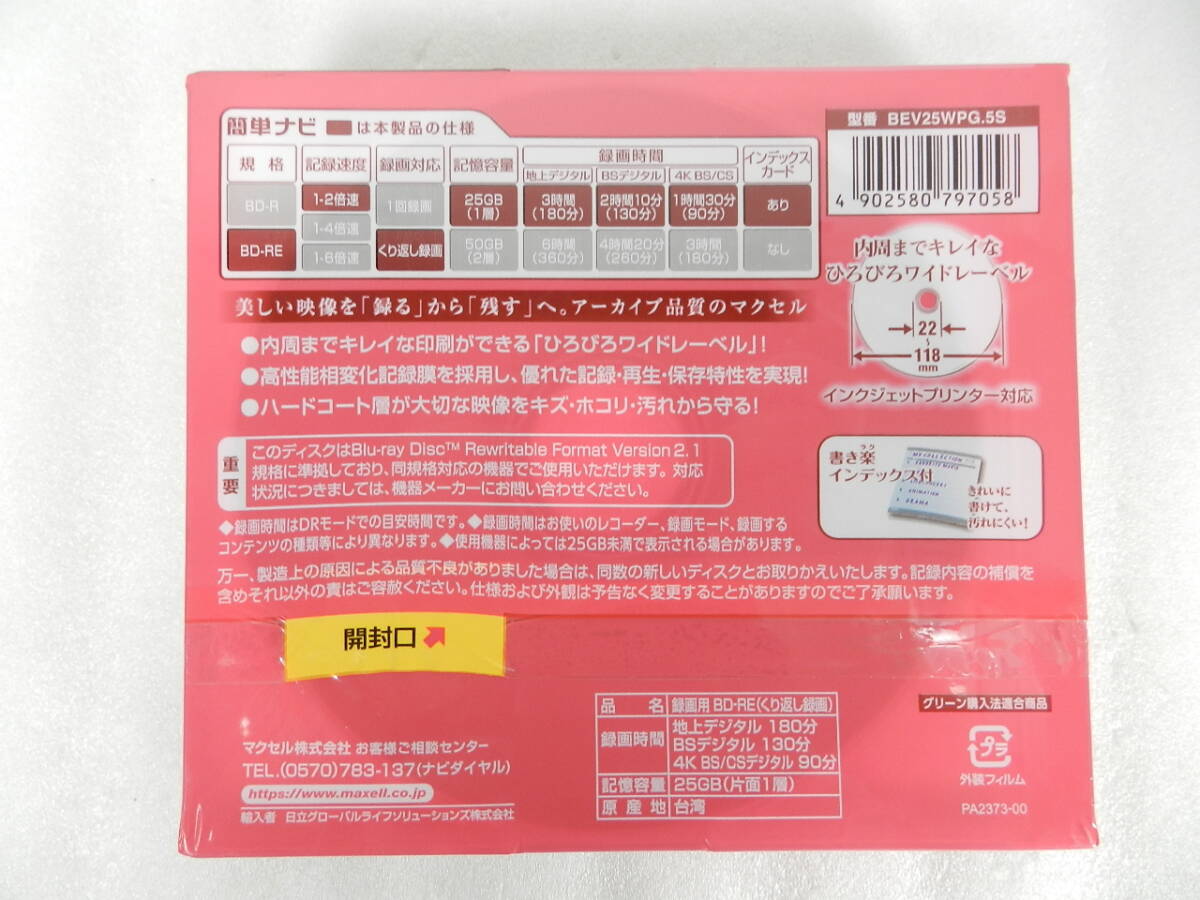 簡単ナビ ■は本製品の仕様
規格 記録速度 録画対応 記憶容量 録画時間 インデックスカード
地上デジタル BSデジタル 4K BS/CS
BD-R 1-2倍速 1回録画 25GB(1層) 3時間(180分) 2時間10分(130分) 1時間30分(90分) あり
1-4倍速
BD-RE 1-6倍速 くり返し録画 50GB(2層) 6時間(360分) 4時間20分(260分) 3時間(180分) なし
型番 BEV25WPG.5S
4 902580 797058
内周までキレイな
ひろびろワイドレーベル
22
~
118
mm
インクジェットプリンター対応
美しい映像を「録る」から「残す」へ。アーカイブ品質のマクセル
●内周までキレイな印刷ができる「ひろびろワイドレーベル」!
●高性能相変化記録膜を採用し、優れた記録・再生・保存特性を実現!
●ハードコート層が大切な映像をキズ・ホコリ・汚れから守る!
重要
このディスクはBlu-ray Disc™ Rewritable Format Version 2.1
規格に準拠しており、同規格対応の機器でご使用いただけます。対応
状況につきましては、機器メーカーにお問い合わせください。
ラク
書き楽
インデックス付
MY COLLECTION
ANIMATION
DRAMA
きれいに
書けて、
汚れにくい!
◆録画時間はDRモードでの目安時間です。◆録画時間はお使いのレコーダー、録画モード、録画する
コンテンツの種類等により異なります。◆使用機器によっては25GB未満で表示される場合があります。
万一、製造上の原因による品質不良がありました場合は、同数の新しいディスクとお取りかえいたします。記録内容の補償を
含めそれ以外の責はご容赦ください。仕様および外観は予告なく変更することがありますのでご了承願います。
開封口
マクセル株式会社 お客様ご相談センター
TEL.(0570)783-137(ナビダイヤル)
https://www.maxell.co.jp
輸入者 日立グローバルライフソリューションズ株式会社
品名 録画用 BD-RE(くり返し録画)
録画時間 地上デジタル 180分
BSデジタル 130分
4K BS/CSデジタル 90分
記憶容量 25GB(片面1層)
原産地 台湾
グリーン購入法適合商品
プラ
外装フィルム
PA2373-00